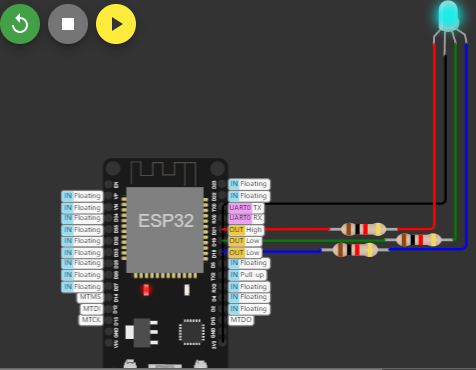 IN Floating
IN Floating
IN Floating
UART0 TX
IN Floating
UART0 RX
IN Floating
OUT High
IN Floating
OUT Low
IN Floating
OUT Low
IN Floating
IN Floating
IN Floating
IN Pull-up
IN Floating
IN Floating
MTMS
IN Floating
MTDI
IN Floating
MTCK
MTDO
ESP32
EN